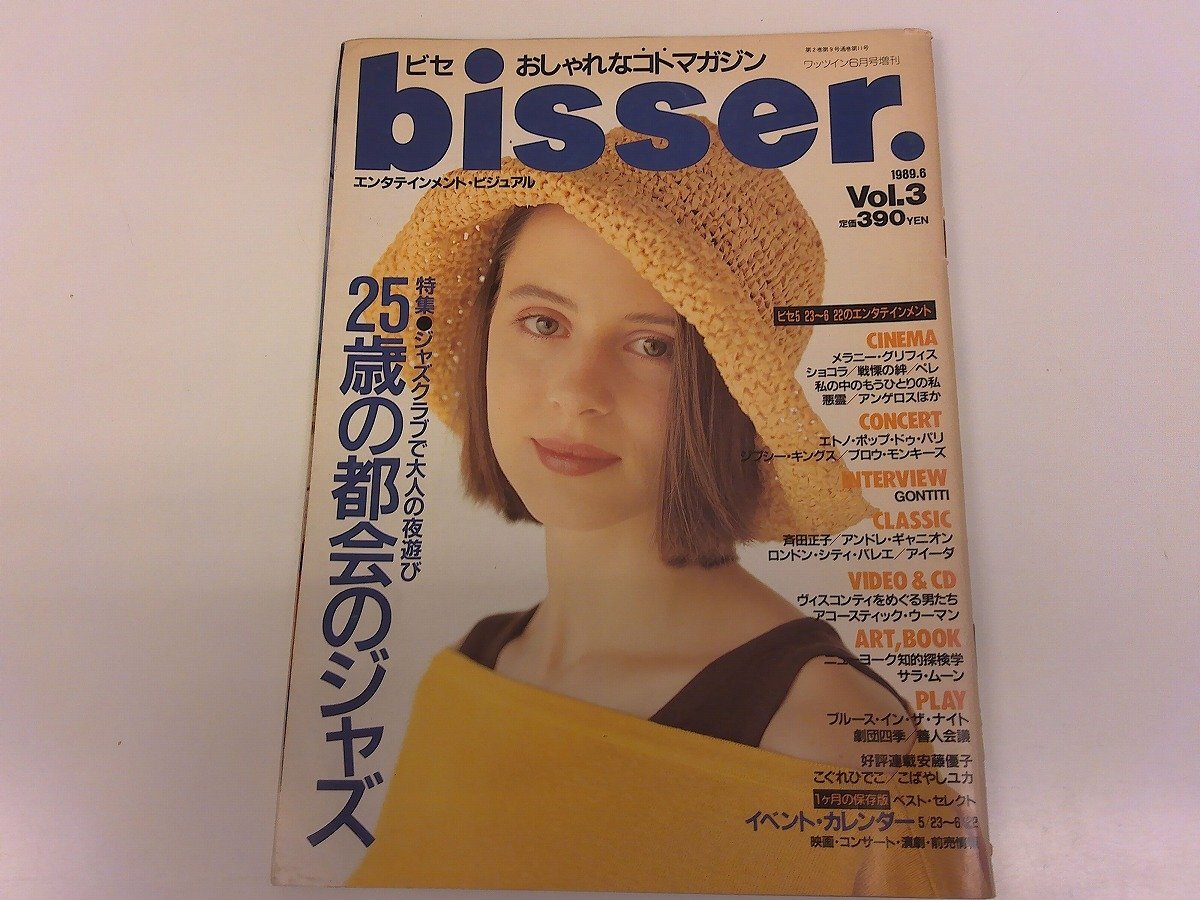 ビセ おしゃれなコトマガジン
第2巻第9号通巻第11号
ワッツイン6月号増刊
bisser.
エンタテインメント・ビジュアル
1989.6
Vol.3
定価390YEN
特集●ジャズクラブで大人の夜遊び
25歳の都会のジャズ
ビセ5 23〜6 22のエンタテインメント
CINEMA
メラニー・グリフィス
ショコラ/戦慄の絆/ペレ
私の中のもうひとりの私
悪霊/アンゲロスほか
CONCERT
エトノ・ポップ・ドゥ・パリ
ジプシー・キングス/ブロウ・モンキーズ
INTERVIEW
GONTITI
CLASSIC
斉田正子/アンドレ・ギャニオン
ロンドン・シティ・バレエ/アイーダ
VIDEO & CD
ヴィスコンティをめぐる男たち
アコースティック・ウーマン
ART, BOOK
ニューヨーク知的探検学
サラ・ムーン
PLAY
ブルース・イン・ザ・ナイト
劇団四季/善人会議
好評連載安藤優子
こぐれひでこ/こばやしユカ
1ヶ月の保存版 ベスト・セレクト
イベント・カレンダー 5/23〜6/22
映画・コンサート・演劇・前売情報